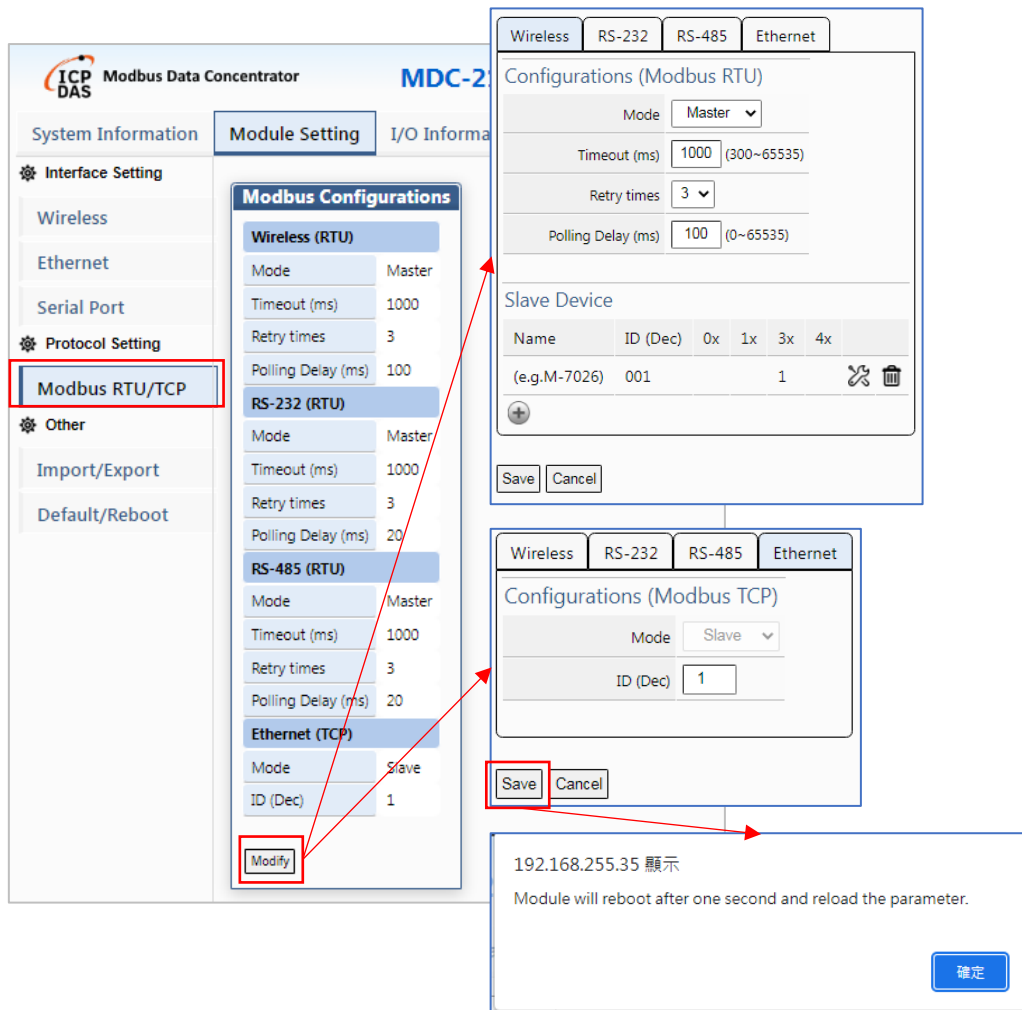 ICP
DAS
Modbus Data Concentrator
MDC-2
System Information
Module Setting
I/O Informa
Interface Setting
Wireless
Ethernet
Serial Port
Protocol Setting
Modbus RTU/TCP
Other
Import/Export
Default/Reboot
Modbus Configurations
Wireless (RTU)
Mode Master
Timeout (ms) 1000
Retry times 3
Polling Delay (ms) 100
RS-232 (RTU)
Mode Master
Timeout (ms) 1000
Retry times 3
Polling Delay (ms) 20
RS-485 (RTU)
Mode Master
Timeout (ms) 1000
Retry times 3
Polling Delay (ms) 20
Ethernet (TCP)
Mode Slave
ID (Dec) 1
Modify
Wireless RS-232 RS-485 Ethernet
Configurations (Modbus RTU)
Mode Master
Timeout (ms) 1000 (300~65535)
Retry times 3
Polling Delay (ms) 100 (0~65535)
Slave Device
Name ID (Dec) 0x 1x 3x 4x
(e.g.M-7026) 001 1
Save Cancel
Wireless RS-232 RS-485 Ethernet
Configurations (Modbus TCP)
Mode Slave
ID (Dec) 1
Save Cancel
192.168.255.35 顯示
Module will reboot after one second and reload the parameter.
確定